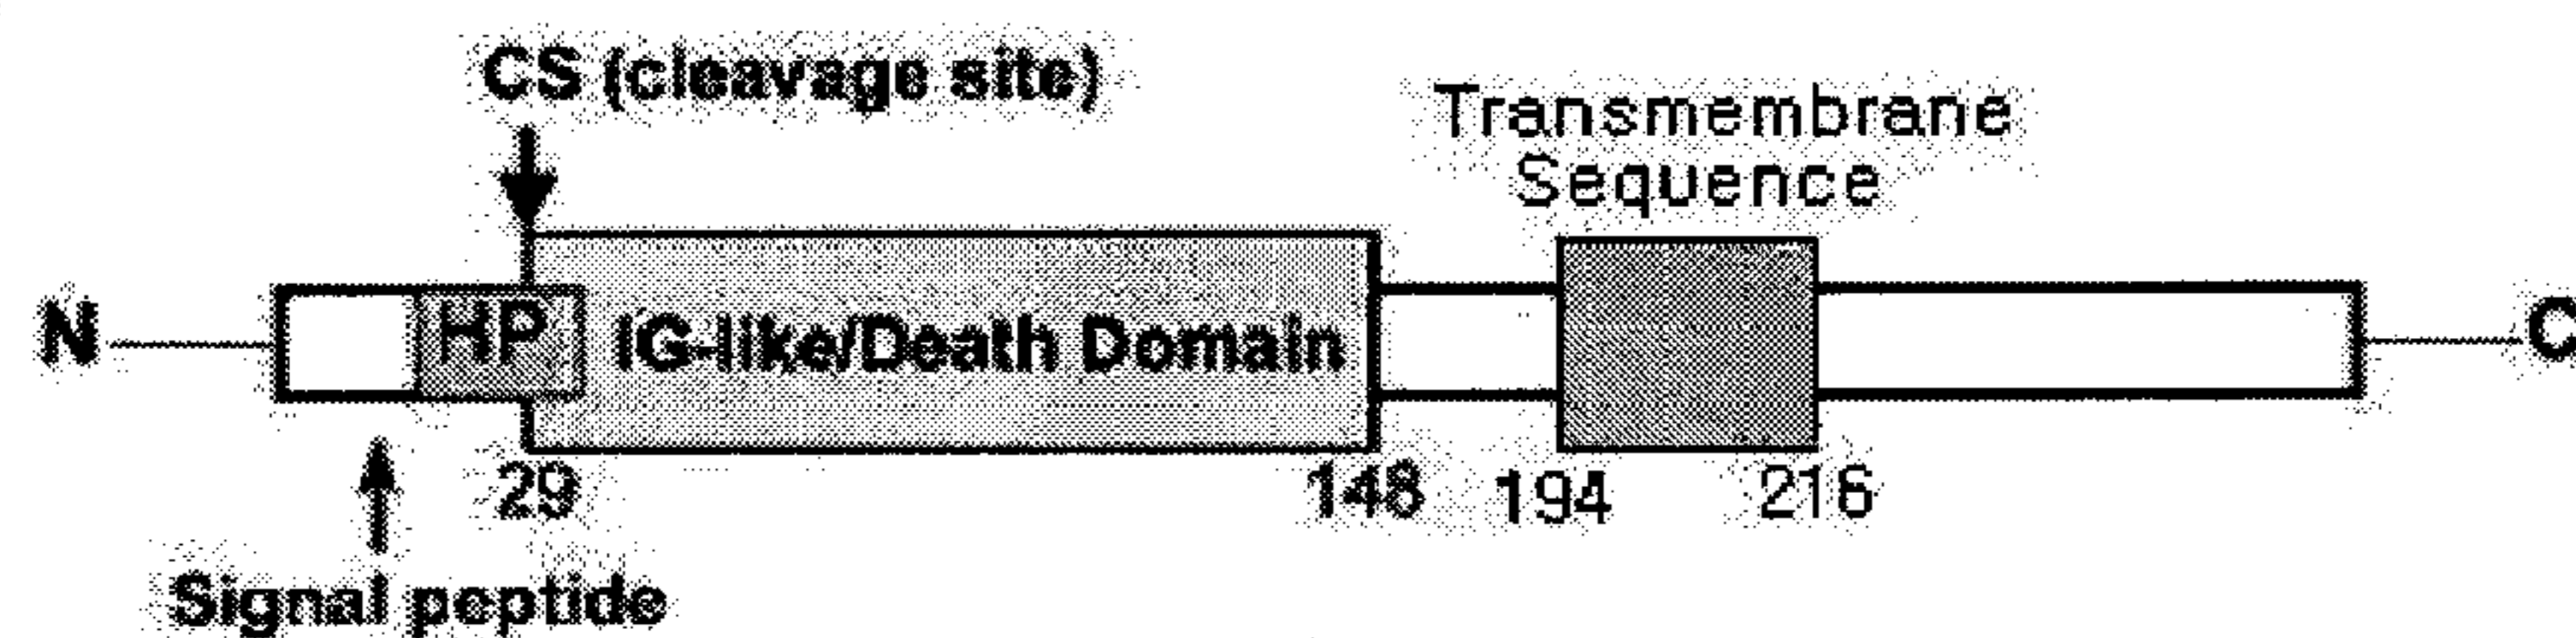 CS (cleavage site)
Transmembrane
Sequence
N
HP
IG-like/Death Domain
C
29
148
194
216
Signal peptide